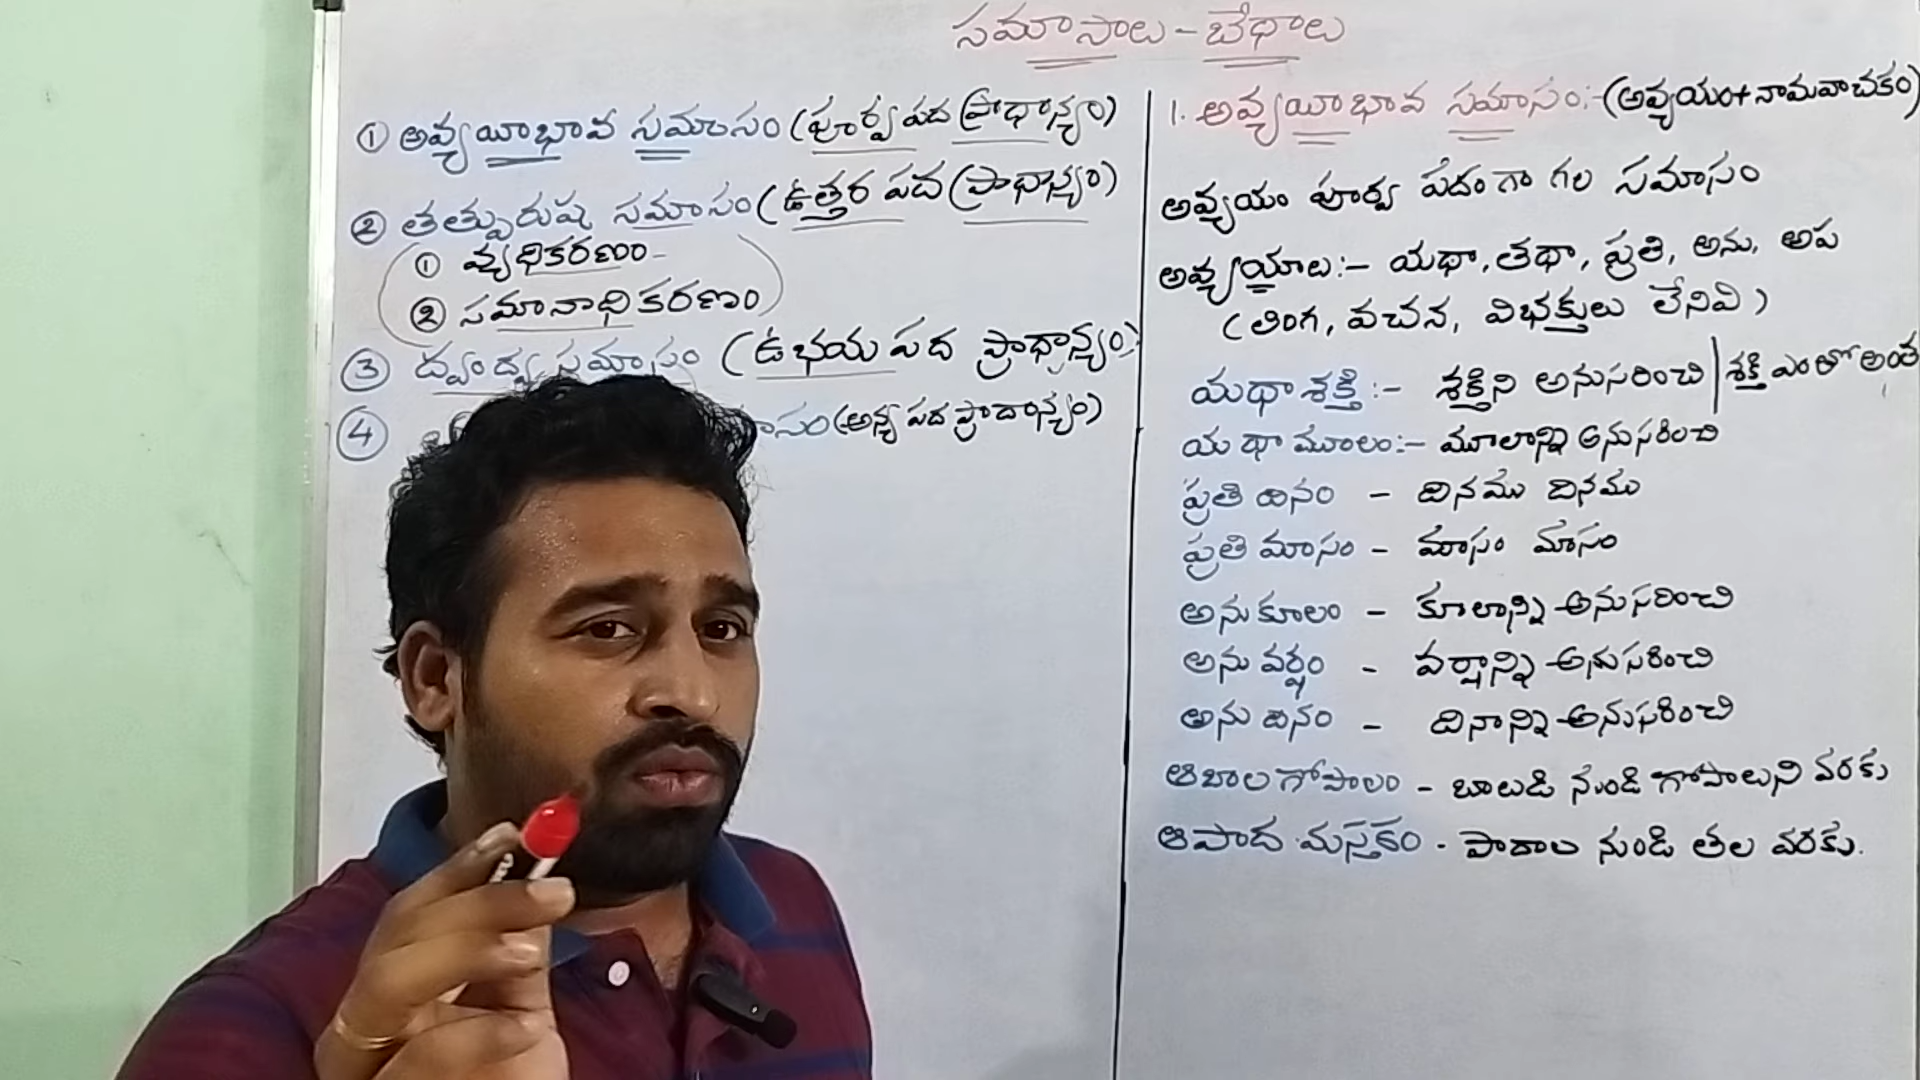 సమాసాలు - బేధాలు
① అవ్యయీభావ సమాసం (పూర్వ పద ప్రాధాన్యం)
② తత్పురుష సమాసం (ఉత్తర పద ప్రాధాన్యం)
① వ్యధికరణం -
② సమానాధికరణం
③ ద్వంద్వ సమాసం (ఉభయ పద ప్రాధాన్యం)
④ (అన్య పద ప్రాదాన్యం)
1. అవ్యయీభావ సమాసం:- (అవ్యయం + నామవాచకం)
అవ్యయం పూర్వ పదంగా గల సమాసం
అవ్యయాలు:- యథా, తథా, ప్రతి, అను, అప
(లింగ, వచన, విభక్తులు లేనివి)
యథాశక్తి:- శక్తిని అనుసరించి | శక్తి ఎంతో అంత
యథామూలం:- మూలాన్ని అనుసరించి
ప్రతి దినం - దినము దినము
ప్రతి మాసం - మాసం మాసం
అనుకూలం - కూలాన్ని అనుసరించి
అను వర్షం - వర్షాన్ని అనుసరించి
అను దినం - దినాన్ని అనుసరించి
ఆబాల గోపాలం - బాలుడి నుండి గోపాలుని వరకు
ఆపాద మస్తకం - పాదాల నుండి తల వరకు.